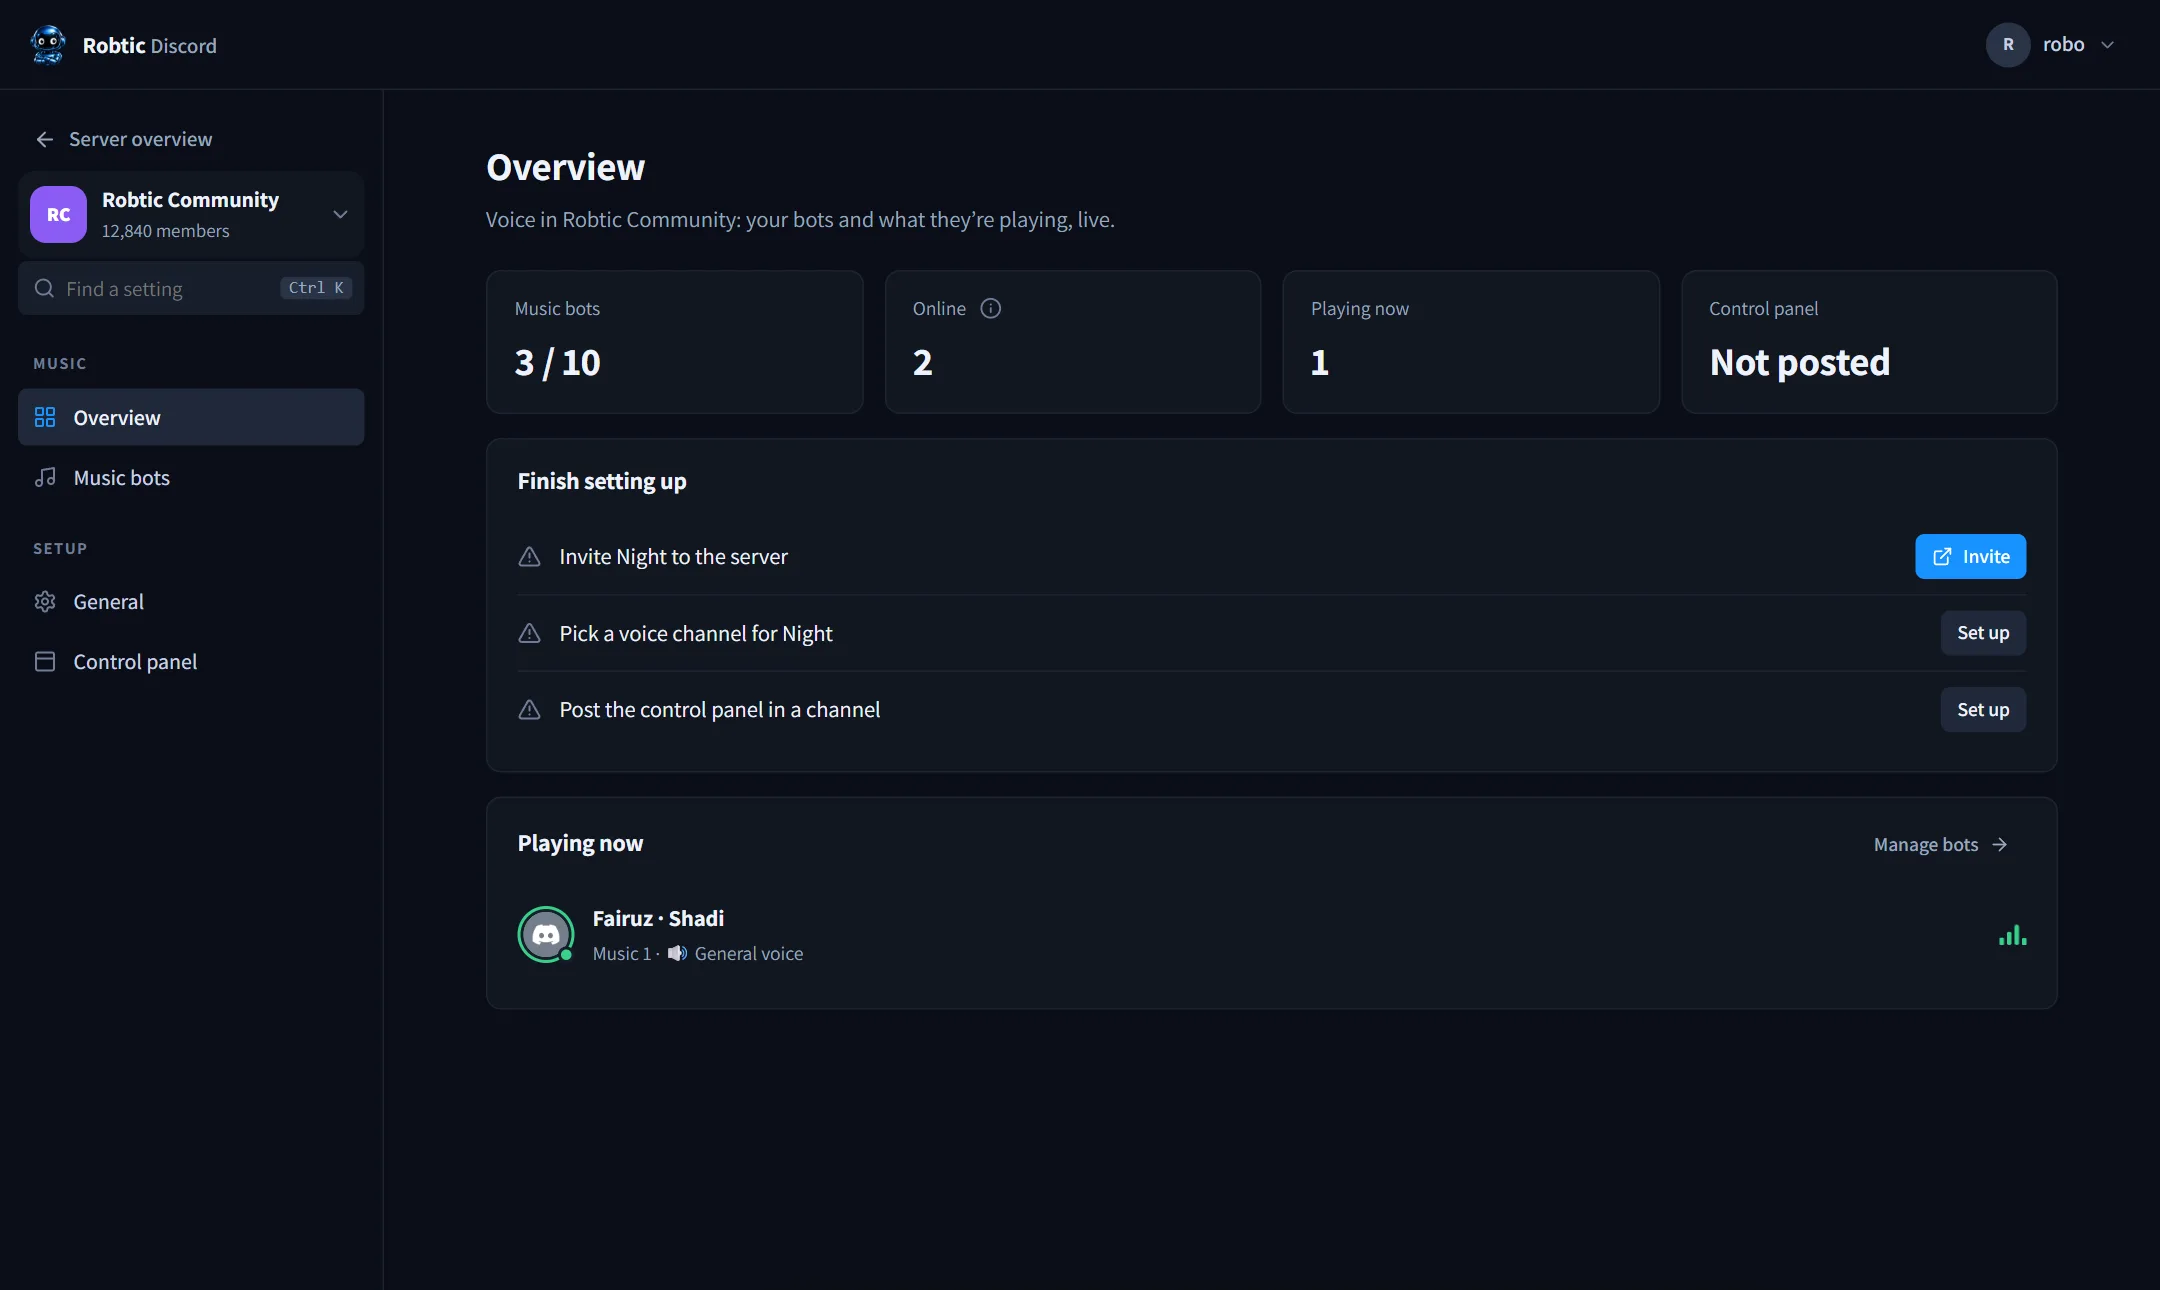 Robtic Discord
R
robo
Server overview
RC
Robtic Community
12,840 members
Find a setting
Ctrl K
MUSIC
Overview
Music bots
SETUP
General
Control panel
Overview
Voice in Robtic Community: your bots and what they’re playing, live.
Music bots
3 / 10
Online
2
Playing now
1
Control panel
Not posted
Finish setting up
Invite Night to the server
Invite
Pick a voice channel for Night
Set up
Post the control panel in a channel
Set up
Playing now
Manage bots
Fairuz · Shadi
Music 1 · 🔊 General voice